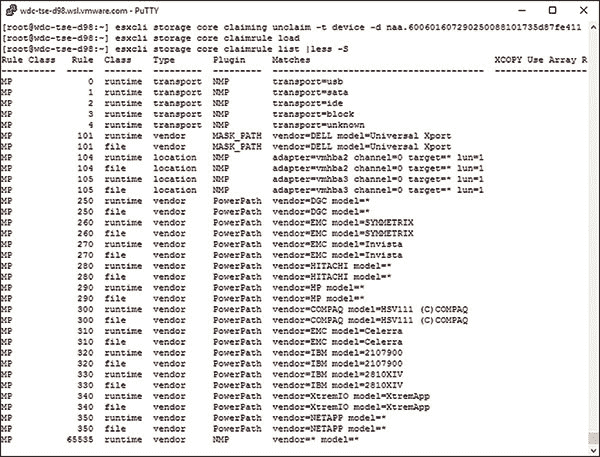 wdc-tse-d98.wsl.vmware.com - PuTTY
[root@wdc-tse-d98:~] esxcli storage core claiming unclaim -t device -d naa.600601607290250088101735d87fe411
[root@wdc-tse-d98:~] esxcli storage core claimrule load
[root@wdc-tse-d98:~] esxcli storage core claimrule list |less -S
Rule Class Rule Class Type Plugin Matches XCOPY Use Array R
---------- ----- ------- --------- --------- ---------------------------------------- ---------------
MP 0 runtime transport NMP transport=usb
MP 1 runtime transport NMP transport=sata
MP 2 runtime transport NMP transport=ide
MP 3 runtime transport NMP transport=block
MP 4 runtime transport NMP transport=unknown
MP 101 runtime vendor MASK_PATH vendor=DELL model=Universal Xport
MP 101 file vendor MASK_PATH vendor=DELL model=Universal Xport
MP 104 runtime location NMP adapter=vmhba2 channel=0 target=* lun=1
MP 104 file location NMP adapter=vmhba2 channel=0 target=* lun=1
MP 105 runtime location NMP adapter=vmhba3 channel=0 target=* lun=1
MP 105 file location NMP adapter=vmhba3 channel=0 target=* lun=1
MP 250 runtime vendor PowerPath vendor=DGC model=*
MP 250 file vendor PowerPath vendor=DGC model=*
MP 260 runtime vendor PowerPath vendor=EMC model=SYMMETRIX
MP 260 file vendor PowerPath vendor=EMC model=SYMMETRIX
MP 270 runtime vendor PowerPath vendor=EMC model=Invista
MP 270 file vendor PowerPath vendor=EMC model=Invista
MP 280 runtime vendor PowerPath vendor=HITACHI model=*
MP 280 file vendor PowerPath vendor=HITACHI model=*
MP 290 runtime vendor PowerPath vendor=HP model=*
MP 290 file vendor PowerPath vendor=HP model=*
MP 300 runtime vendor PowerPath vendor=COMPAQ model=HSV111 (C)COMPAQ
MP 300 file vendor PowerPath vendor=COMPAQ model=HSV111 (C)COMPAQ
MP 310 runtime vendor PowerPath vendor=EMC model=Celerra
MP 310 file vendor PowerPath vendor=EMC model=Celerra
MP 320 runtime vendor PowerPath vendor=IBM model=2107900
MP 320 file vendor PowerPath vendor=IBM model=2107900
MP 330 runtime vendor PowerPath vendor=IBM model=2810XIV
MP 330 file vendor PowerPath vendor=IBM model=2810XIV
MP 340 runtime vendor PowerPath vendor=XtremIO model=XtremApp
MP 340 file vendor PowerPath vendor=XtremIO model=XtremApp
MP 350 runtime vendor PowerPath vendor=NETAPP model=*
MP 350 file vendor PowerPath vendor=NETAPP model=*
MP 65535 runtime vendor NMP vendor=* model=*